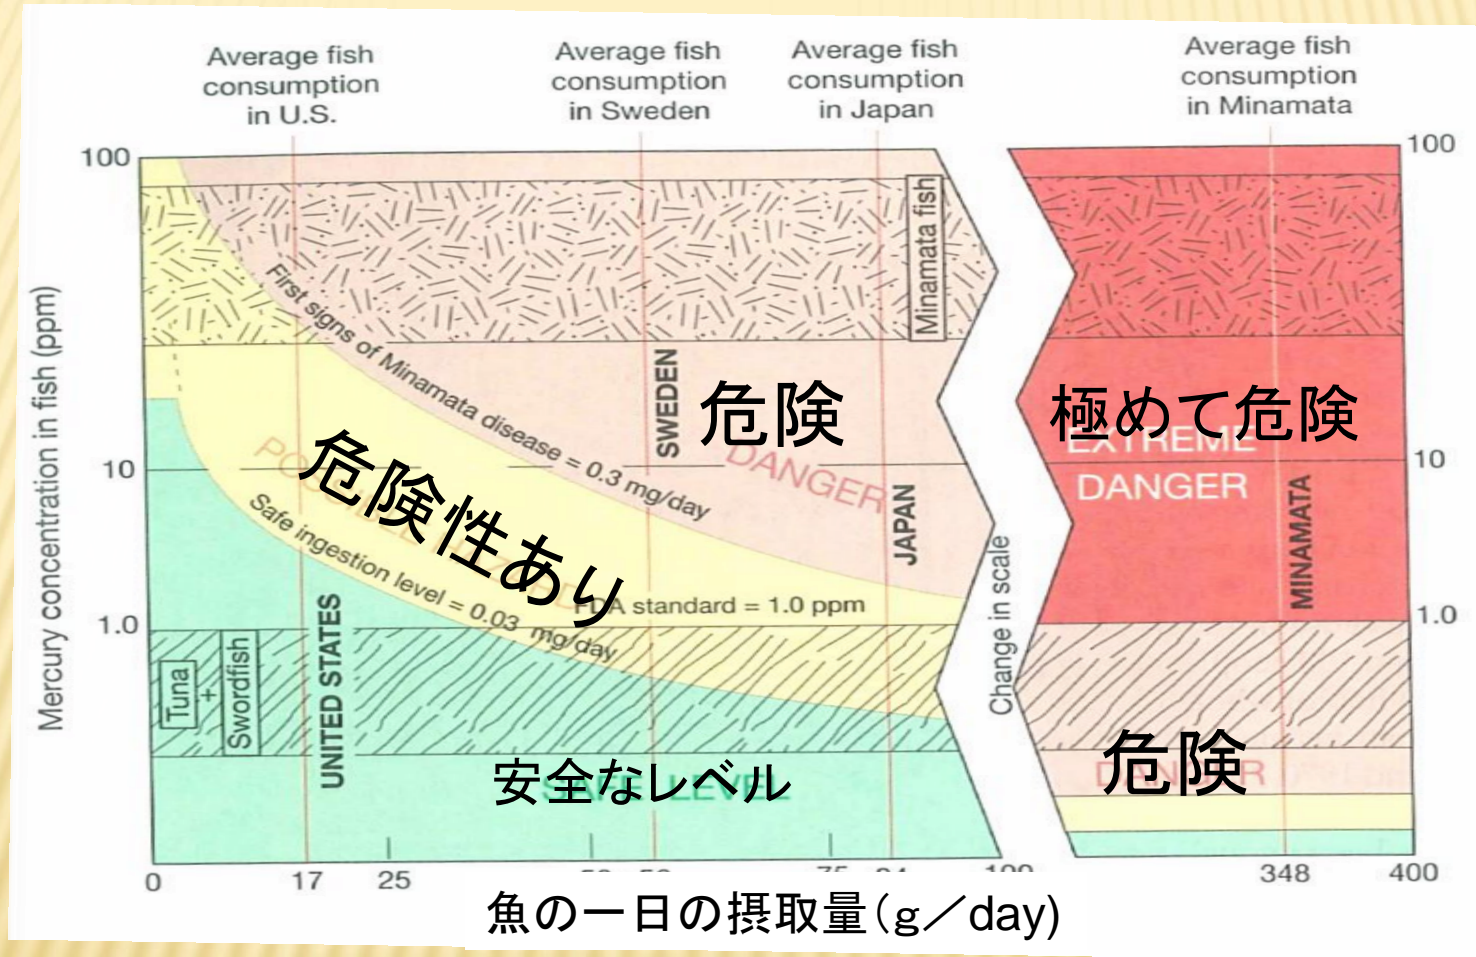 Average fish
consumption
in U.S.
Average fish
consumption
in Sweden
Average fish
consumption
in Japan
Average fish
consumption
in Minamata
100
10
1.0
Mercury concentration in fish (ppm)
Minamata fish
First signs of Minamata disease = 0.3 mg/day
SWEDEN
危険
DANGER
危険性あり
Safe ingestion level = 0.03 mg/day
JAPAN
FDA standard = 1.0 ppm
Tuna
+
Swordfish
UNITED STATES
安全なレベル
SAFE LEVEL
Change in scale
100
極めて危険
EXTREME
DANGER
10
MINAMATA
1.0
危険
DANGER
0
17
25
348
400
魚の一日の摂取量(g/day)